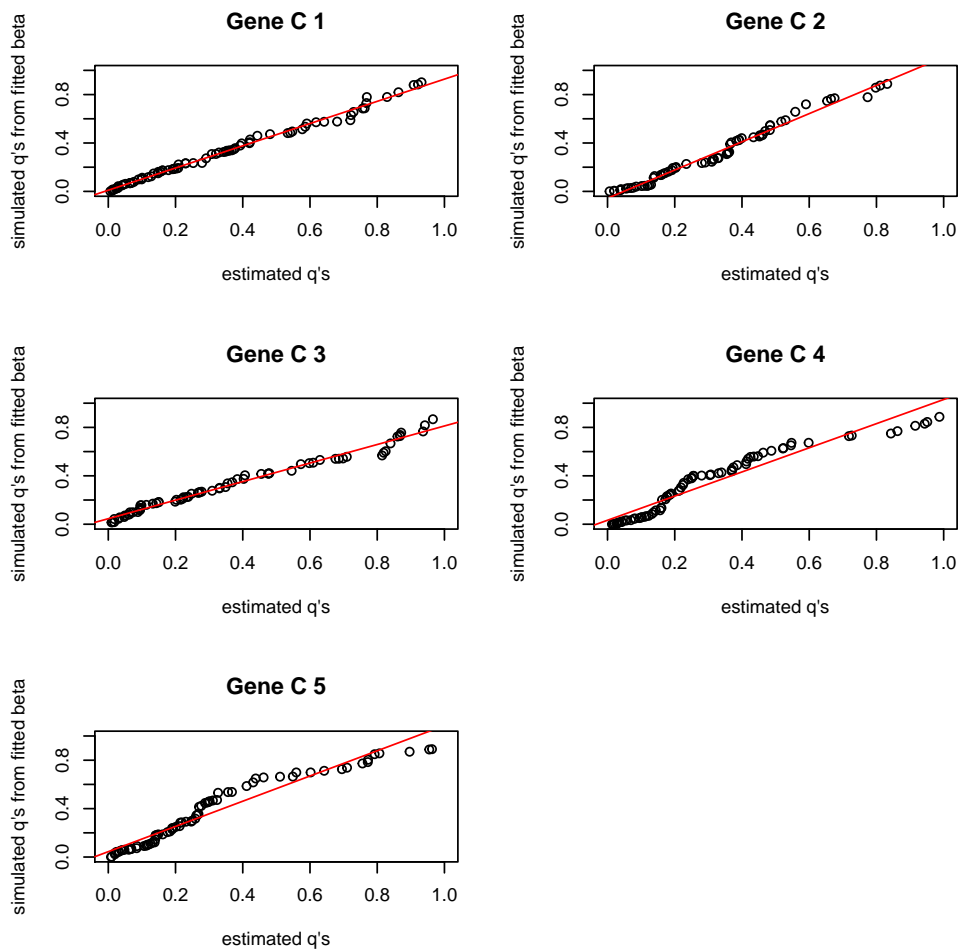 Gene C 1
simulated q's from fitted beta
0.0 0.4 0.8
0.0 0.2 0.4 0.6 0.8 1.0
estimated q's
Gene C 2
simulated q's from fitted beta
0.0 0.4 0.8
0.0 0.2 0.4 0.6 0.8 1.0
estimated q's
Gene C 3
simulated q's from fitted beta
0.0 0.4 0.8
0.0 0.2 0.4 0.6 0.8 1.0
estimated q's
Gene C 4
simulated q's from fitted beta
0.0 0.4 0.8
0.0 0.2 0.4 0.6 0.8 1.0
estimated q's
Gene C 5
simulated q's from fitted beta
0.0 0.4 0.8
0.0 0.2 0.4 0.6 0.8 1.0
estimated q's